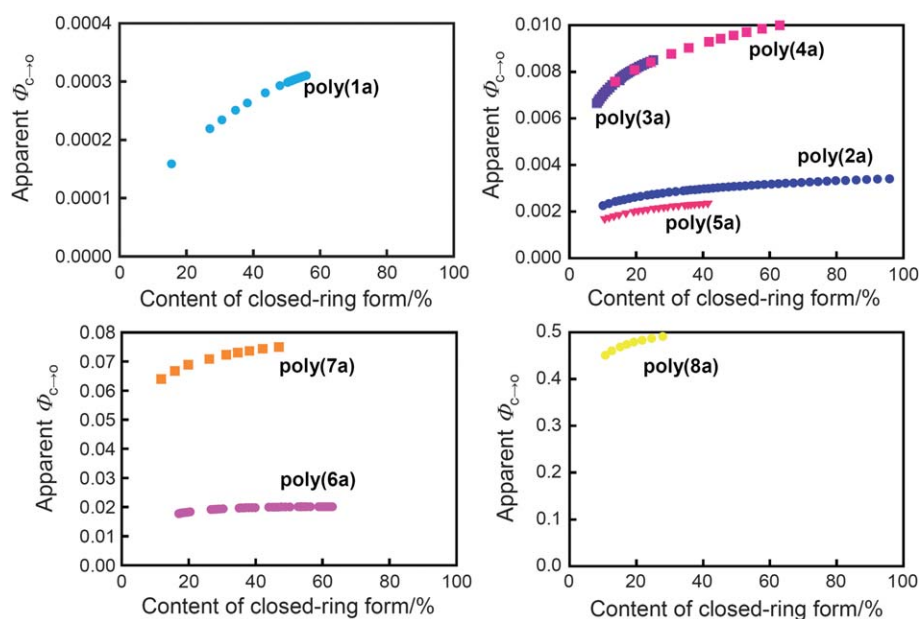 Apparent Φc→o
0.0003
0.0002
0.0001
0.0000
poly(1a)
0 20 40 60 80 100
Content of closed-ring form/%
Apparent Φc→o
0.010
0.008
0.006
0.004
0.002
0.000
poly(4a)
poly(3a)
poly(2a)
poly(5a)
0 20 40 60 80 100
Content of closed-ring form/%
Apparent Φc→o
0.08
0.07
0.06
0.05
0.04
0.03
0.02
0.01
0.00
poly(7a)
poly(6a)
0 20 40 60 80 100
Content of closed-ring form/%
Apparent Φc→o
0.5
0.4
0.3
0.2
0.1
0.0
poly(8a)
0 20 40 60 80 100
Content of closed-ring form/%